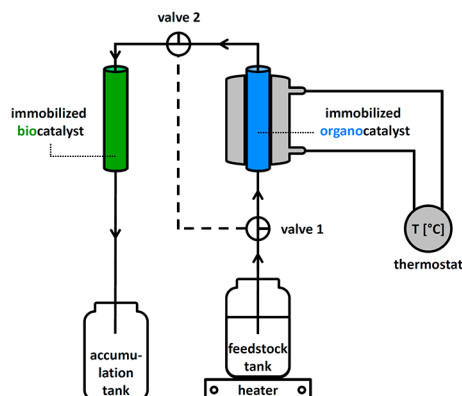 valve 2
immobilized
biocatalyst
immobilized
organocatalyst
valve 1
T [°C]
thermostat
feedstock
tank
accumu-
lation
tank
heater